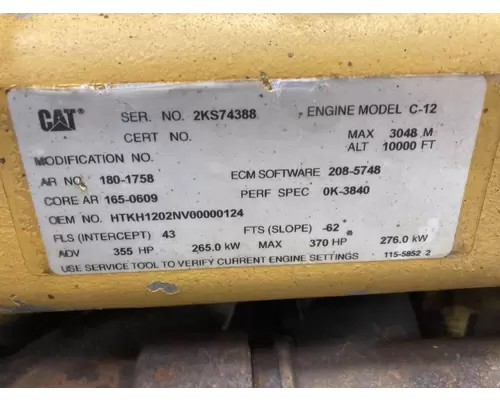 CAT SER. NO. 2KS74388 ENGINE MODEL C-12
CERT NO. MAX 3048 M
MODIFICATION NO. ALT 10000 FT
AR NO. 180-1758 ECM SOFTWARE 208-5748
CORE AR 165-0609 PERF SPEC 0K-3840
OEM NO. HTKH1202NV00000124
FLS (INTERCEPT) 43 FTS (SLOPE) -62
ADV 355 HP 265.0 kW MAX 370 HP 276.0 kW
USE SERVICE TOOL TO VERIFY CURRENT ENGINE SETTINGS 115-5852 2